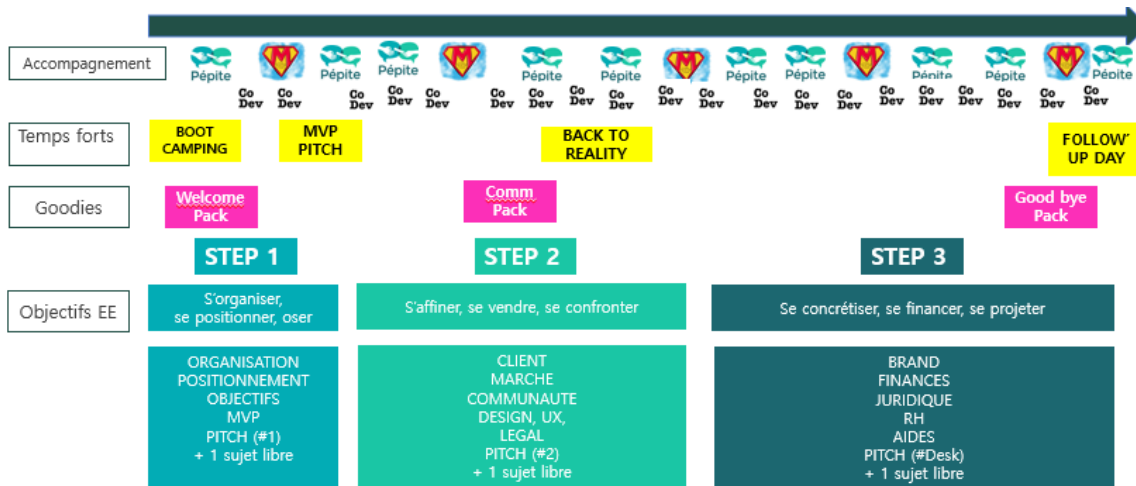 Accompagnement
Pépite
M
Pépite
Pépite
M
Pépite
Pépite
M
Pépite
Pépite
M
Pépite
Pépite
M
Pépite
Co
Dev
Co
Dev
Co
Dev
Co
Dev
Co
Dev
Co
Dev
Co
Dev
Co
Dev
Co
Dev
Co
Dev
Co
Dev
Co
Dev
Co
Dev
Co
Dev
Co
Dev
Co
Dev
Co
Dev
Co
Dev
Co
Dev
Co
Dev
Temps forts
BOOT
CAMPING
MVP
PITCH
BACK TO
REALITY
FOLLOW'
UP DAY
Goodies
Welcome
Pack
Comm
Pack
Good bye
Pack
STEP 1
STEP 2
STEP 3
Objectifs EE
S'organiser,
se positionner, oser
S'affiner, se vendre, se confronter
Se concrétiser, se financer, se projeter
ORGANISATION
POSITIONNEMENT
OBJECTIFS
MVP
PITCH (#1)
+ 1 sujet libre
CLIENT
MARCHE
COMMUNAUTE
DESIGN, UX,
LEGAL
PITCH (#2)
+ 1 sujet libre
BRAND
FINANCES
JURIDIQUE
RH
AIDES
PITCH (#Desk)
+ 1 sujet libre